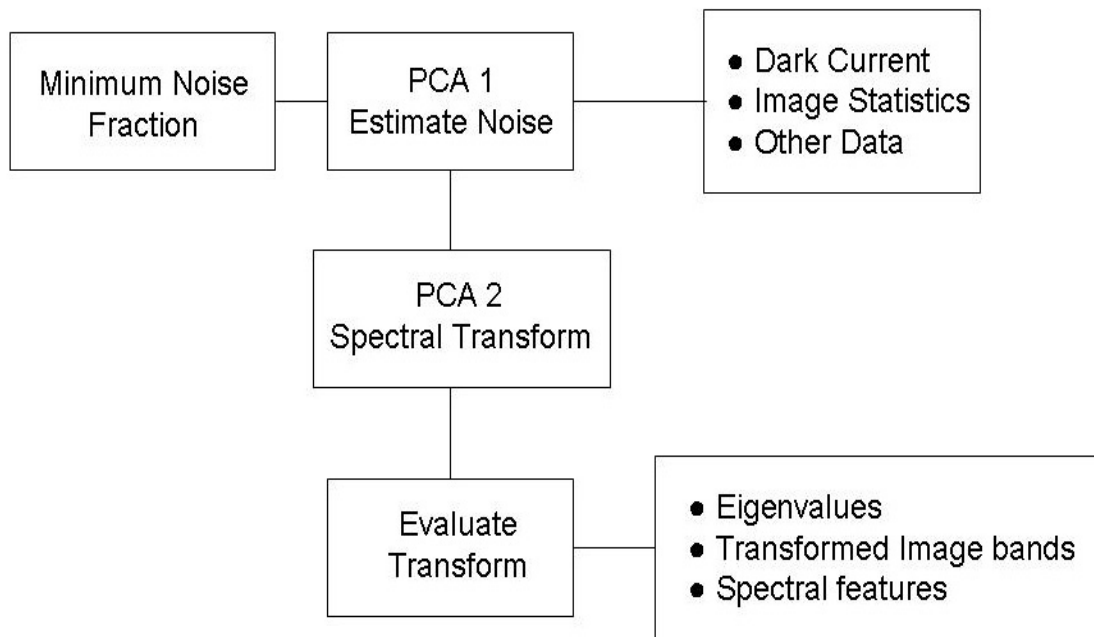 Minimum Noise
Fraction
PCA 1
Estimate Noise
● Dark Current
● Image Statistics
● Other Data
PCA 2
Spectral Transform
Evaluate
Transform
● Eigenvalues
● Transformed Image bands
● Spectral features